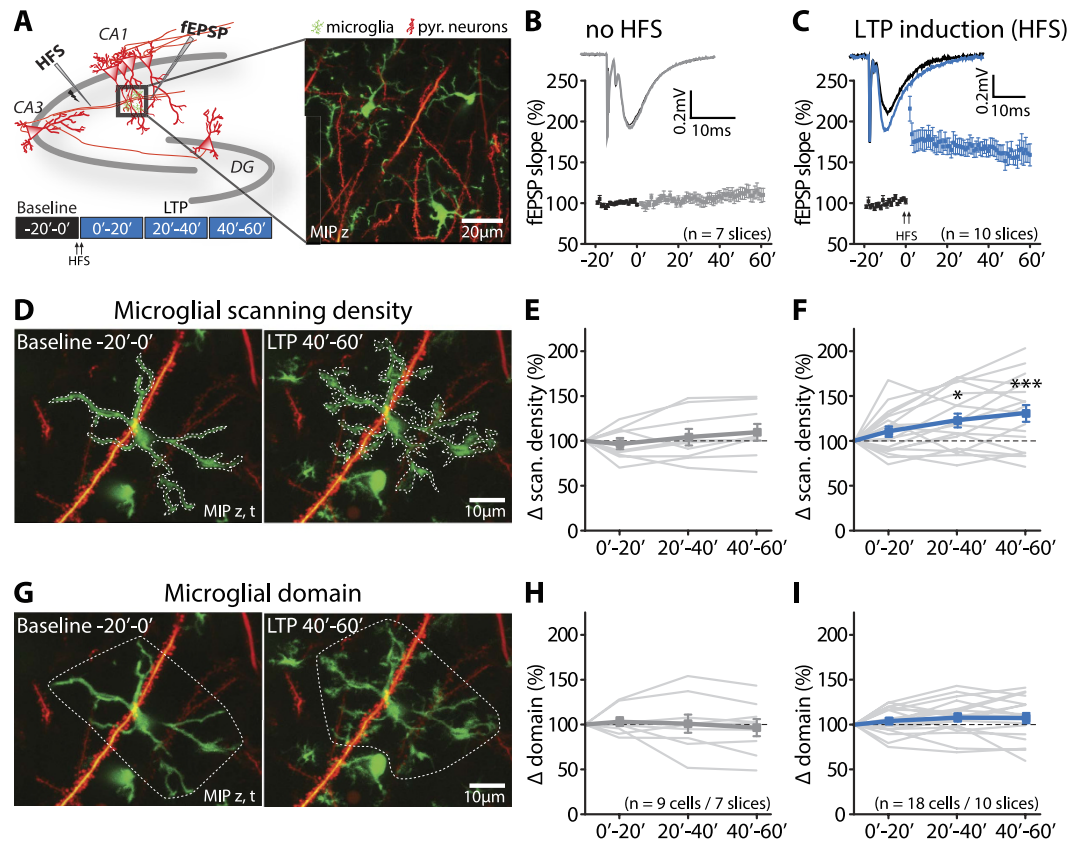 A
microglia pyr. neurons
CA1
fEPSP
HFS
CA3
DG
MIP z
20µm
Baseline
LTP
-20′-0′ 0′-20′ 20′-40′ 40′-60′
HFS
B no HFS
fEPSP slope (%)
250
200
150
100
50
0.2mV
10ms
(n = 7 slices)
-20′ 0′ 20′ 40′ 60′
C LTP induction (HFS)
fEPSP slope (%)
250
200
150
100
50
0.2mV
10ms
HFS
(n = 10 slices)
-20′ 0′ 20′ 40′ 60′
D Microglial scanning density
Baseline -20′-0′
MIP z, t
LTP 40′-60′
10µm
E
Δ scan. density (%)
200
150
100
50
0
0′-20′ 20′-40′ 40′-60′
F
Δ scan. density (%)
200
150
100
50
0
* ***
0′-20′ 20′-40′ 40′-60′
G Microglial domain
Baseline -20′-0′
MIP z, t
LTP 40′-60′
10µm
H
Δ domain (%)
200
150
100
50
0
(n = 9 cells / 7 slices)
0′-20′ 20′-40′ 40′-60′
I
Δ domain (%)
200
150
100
50
0
(n = 18 cells / 10 slices)
0′-20′ 20′-40′ 40′-60′